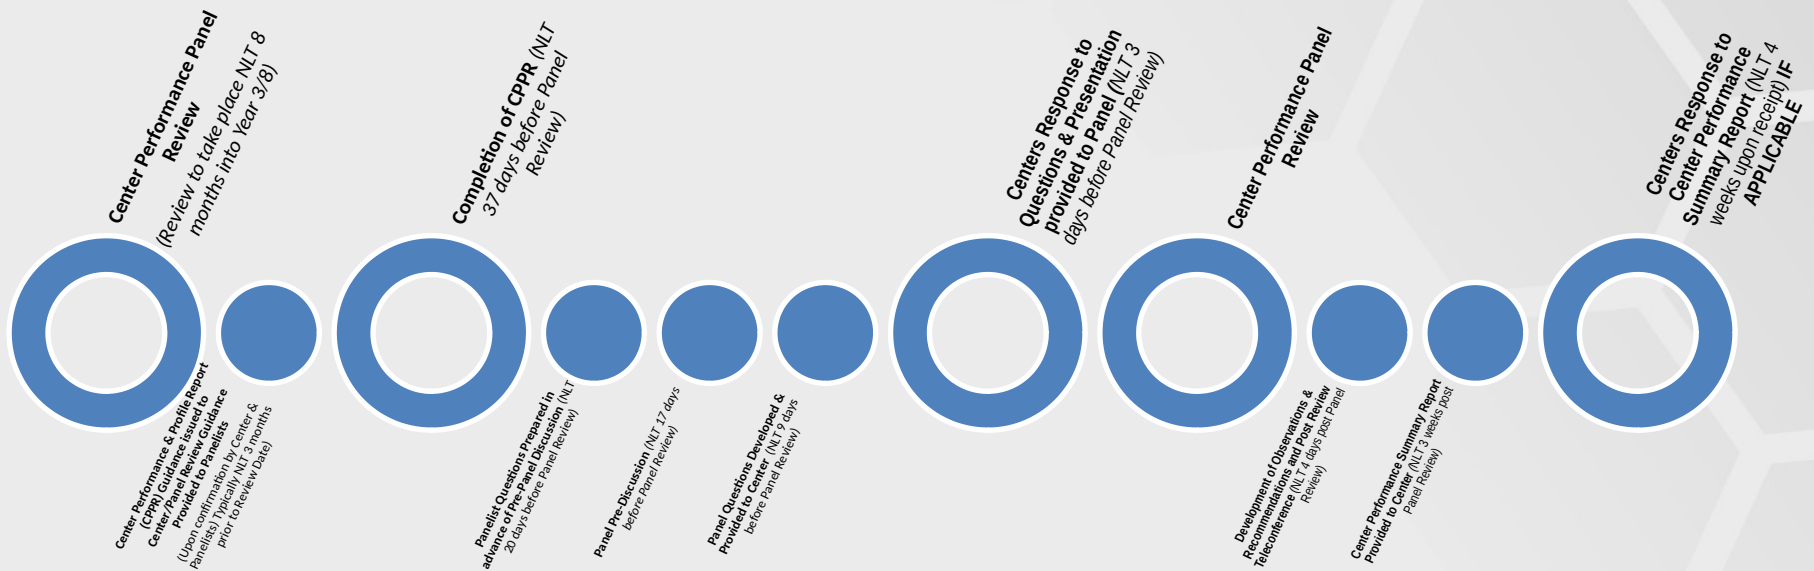 Center Performance Panel
Review
(Review to take place NLT 8
months into Year 3/8)
Center Performance & Profile Report
(CPPR) Guidance issued to
Center/Panel Review Guidance
Provided to Panelists
(Upon confirmation by Center &
Panelists) Typically NLT 3 months
prior to Review Date)
Completion of CPPR (NLT
37 days before Panel
Review)
Panelist Questions Prepared in
advance of Pre-Panel Discussion (NLT
20 days before Panel Review)
Panel Pre-Discussion (NLT 17 days
before Panel Review)
Panel Questions Developed &
Provided to Center (NLT 9 days
before Panel Review)
Centers Response to
Questions & Presentation
provided to Panel (NLT 3
days before Panel Review)
Center Performance Panel
Review
Development of Observations &
Recommendations and Post Review
Teleconference (NLT 4 days post Panel
Review)
Center Performance Summary Report
Provided to Center (NLT 3 weeks post
Panel Review)
Centers Response to
Center Performance
Summary Report (NLT 4
weeks upon receipt) IF
APPLICABLE